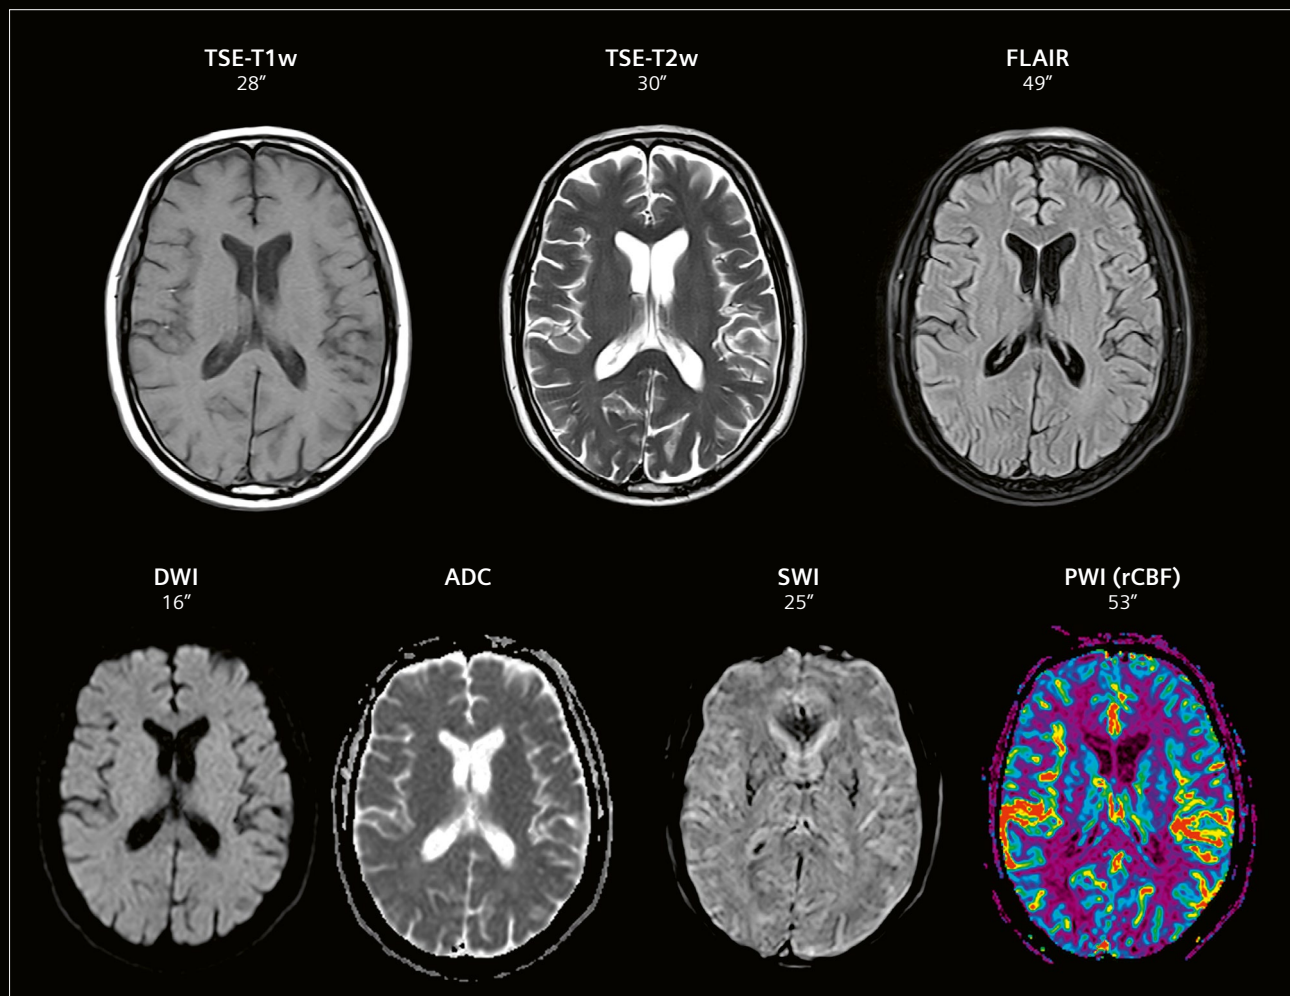 TSE-T1w
28″
TSE-T2w
30″
FLAIR
49″
DWI
16″
ADC
SWI
25″
PWI (rCBF)
53″